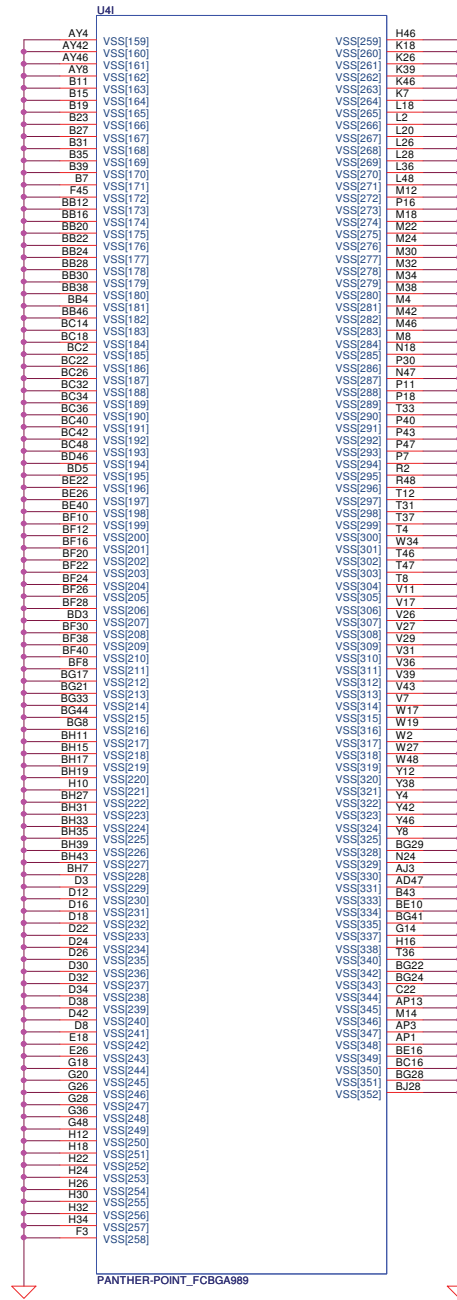 U4I
AY4 VSS[159] VSS[259] H46
AY42 VSS[160] VSS[260] K18
AY46 VSS[161] VSS[261] K26
AY8 VSS[162] VSS[262] K39
B11 VSS[163] VSS[263] K46
B15 VSS[164] VSS[264] K7
B19 VSS[165] VSS[265] L18
B23 VSS[166] VSS[266] L2
B27 VSS[167] VSS[267] L20
B31 VSS[168] VSS[268] L26
B35 VSS[169] VSS[269] L28
B39 VSS[170] VSS[270] L36
B7 VSS[171] VSS[271] L48
F45 VSS[172] VSS[272] M12
BB12 VSS[173] VSS[273] P16
BB16 VSS[174] VSS[274] M18
BB20 VSS[175] VSS[275] M22
BB22 VSS[176] VSS[276] M24
BB24 VSS[177] VSS[277] M30
BB28 VSS[178] VSS[278] M32
BB30 VSS[179] VSS[279] M34
BB38 VSS[180] VSS[280] M38
BB4 VSS[181] VSS[281] M4
BB46 VSS[182] VSS[282] M42
BC14 VSS[183] VSS[283] M46
BC18 VSS[184] VSS[284] M8
BC2 VSS[185] VSS[285] N18
BC22 VSS[186] VSS[286] P30
BC26 VSS[187] VSS[287] N47
BC32 VSS[188] VSS[288] P11
BC34 VSS[189] VSS[289] P18
BC36 VSS[190] VSS[290] T33
BC40 VSS[191] VSS[291] P40
BC42 VSS[192] VSS[292] P43
BC48 VSS[193] VSS[293] P47
BD46 VSS[194] VSS[294] P7
BD5 VSS[195] VSS[295] R2
BE22 VSS[196] VSS[296] R48
BE26 VSS[197] VSS[297] T12
BE40 VSS[198] VSS[298] T31
BF10 VSS[199] VSS[299] T37
BF12 VSS[200] VSS[300] T4
BF16 VSS[201] VSS[301] W34
BF20 VSS[202] VSS[302] T46
BF22 VSS[203] VSS[303] T47
BF24 VSS[204] VSS[304] T8
BF26 VSS[205] VSS[305] V11
BF28 VSS[206] VSS[306] V17
BD3 VSS[207] VSS[307] V26
BF30 VSS[208] VSS[308] V27
BF38 VSS[209] VSS[309] V29
BF40 VSS[210] VSS[310] V31
BF8 VSS[211] VSS[311] V36
BG17 VSS[212] VSS[312] V39
BG21 VSS[213] VSS[313] V43
BG33 VSS[214] VSS[314] V7
BG44 VSS[215] VSS[315] W17
BG8 VSS[216] VSS[316] W19
BH11 VSS[217] VSS[317] W2
BH15 VSS[218] VSS[318] W27
BH17 VSS[219] VSS[319] W48
BH19 VSS[220] VSS[320] Y12
H10 VSS[221] VSS[321] Y38
BH27 VSS[222] VSS[322] Y4
BH31 VSS[223] VSS[323] Y42
BH33 VSS[224] VSS[324] Y46
BH35 VSS[225] VSS[325] Y8
BH39 VSS[226] VSS[328] BG29
BH43 VSS[227] VSS[329] N24
BH7 VSS[228] VSS[330] AJ3
D3 VSS[229] VSS[331] AD47
D12 VSS[230] VSS[333] B43
D16 VSS[231] VSS[334] BE10
D18 VSS[232] VSS[335] BG41
D22 VSS[233] VSS[337] G14
D24 VSS[234] VSS[338] H16
D26 VSS[235] VSS[340] T36
D30 VSS[236] VSS[342] BG22
D32 VSS[237] VSS[343] BG24
D34 VSS[238] VSS[344] C22
D38 VSS[239] VSS[345] AP13
D42 VSS[240] VSS[346] M14
D8 VSS[241] VSS[347] AP3
E18 VSS[242] VSS[348] AP1
E26 VSS[243] VSS[349] BE16
G18 VSS[244] VSS[350] BC16
G20 VSS[245] VSS[351] BG28
G26 VSS[246] VSS[352] BJ28
G28 VSS[247]
G36 VSS[248]
G48 VSS[249]
H12 VSS[250]
H18 VSS[251]
H22 VSS[252]
H24 VSS[253]
H26 VSS[254]
H30 VSS[255]
H32 VSS[256]
H34 VSS[257]
F3 VSS[258]
PANTHER-POINT_FCBGA989